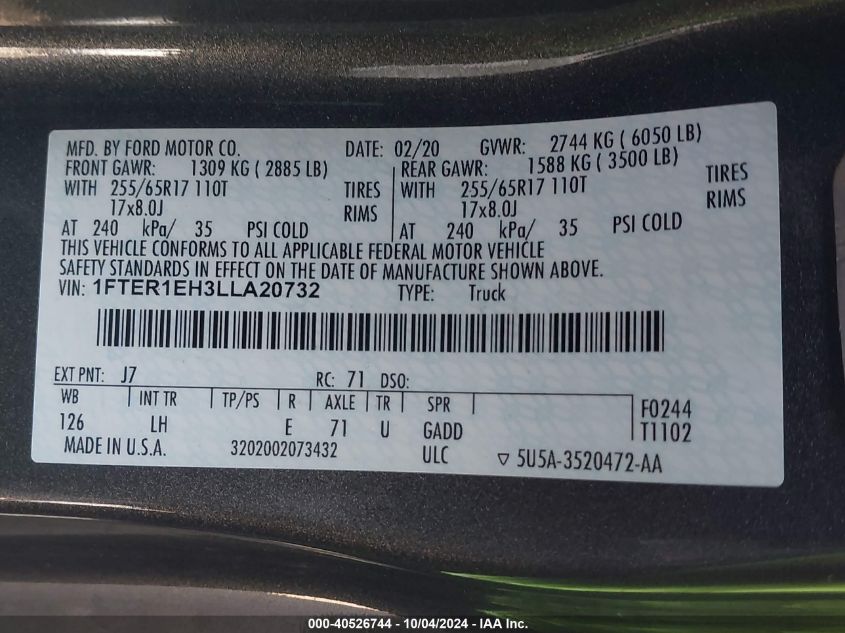 MFD. BY FORD MOTOR CO. DATE: 02/20 GVWR: 2744 KG ( 6050 LB)
FRONT GAWR: 1309 KG ( 2885 LB) REAR GAWR: 1588 KG ( 3500 LB)
WITH 255/65R17 110T TIRES WITH 255/65R17 110T TIRES
17x8.0J RIMS 17x8.0J RIMS
AT 240 kPa/ 35 PSI COLD AT 240 kPa/ 35 PSI COLD
THIS VEHICLE CONFORMS TO ALL APPLICABLE FEDERAL MOTOR VEHICLE
SAFETY STANDARDS IN EFFECT ON THE DATE OF MANUFACTURE SHOWN ABOVE.
VIN: 1FTER1EH3LLA20732 TYPE: Truck
EXT PNT: J7 RC: 71 DSO:
WB INT TR TP/PS R AXLE TR SPR F0244
126 LH E 71 U GADD T1102
MADE IN U.S.A. 3202002073432 ULC ▽ 5U5A-3520472-AA
000-40526744 - 10/04/2024 - IAA Inc.